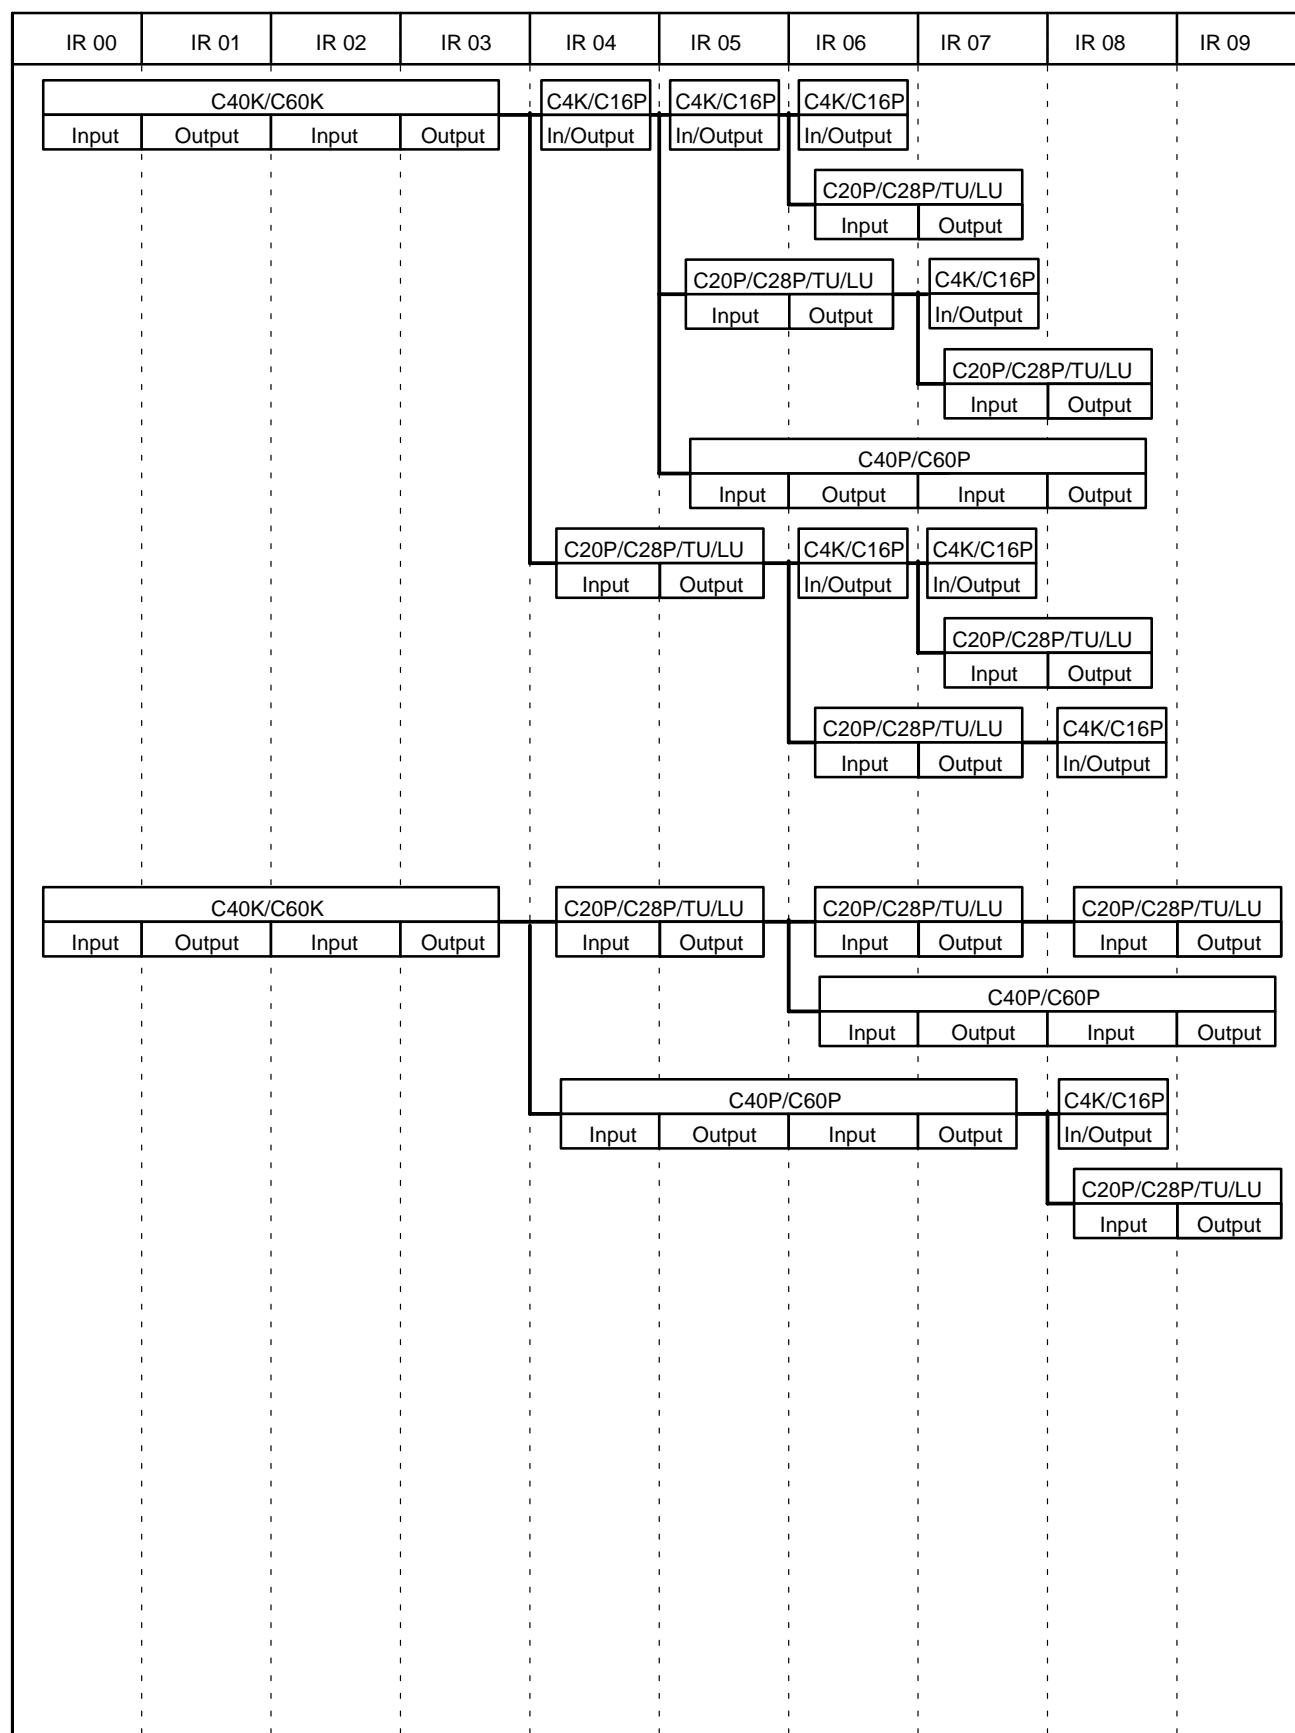 IR 00 IR 01 IR 02 IR 03 IR 04 IR 05 IR 06 IR 07 IR 08 IR 09
C40K/C60K C4K/C16P C4K/C16P C4K/C16P
Input Output Input Output In/Output In/Output In/Output
C20P/C28P/TU/LU
Input Output
C20P/C28P/TU/LU C4K/C16P
Input Output In/Output
C20P/C28P/TU/LU
Input Output
C40P/C60P
Input Output Input Output
C20P/C28P/TU/LU C4K/C16P C4K/C16P
Input Output In/Output In/Output
C20P/C28P/TU/LU
Input Output
C20P/C28P/TU/LU C4K/C16P
Input Output In/Output
C40K/C60K C20P/C28P/TU/LU C20P/C28P/TU/LU C20P/C28P/TU/LU
Input Output Input Output Input Output Input Output Input Output
C40P/C60P
Input Output Input Output
C40P/C60P C4K/C16P
Input Output Input Output In/Output
C20P/C28P/TU/LU
Input Output